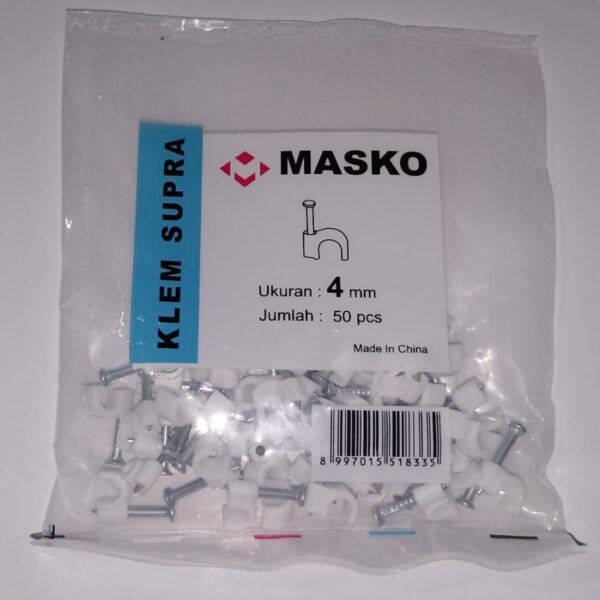 KLEM SUPRA
MASKO
Ukuran : 4 mm
Jumlah : 50 pcs
Made In China
8 997015 518335